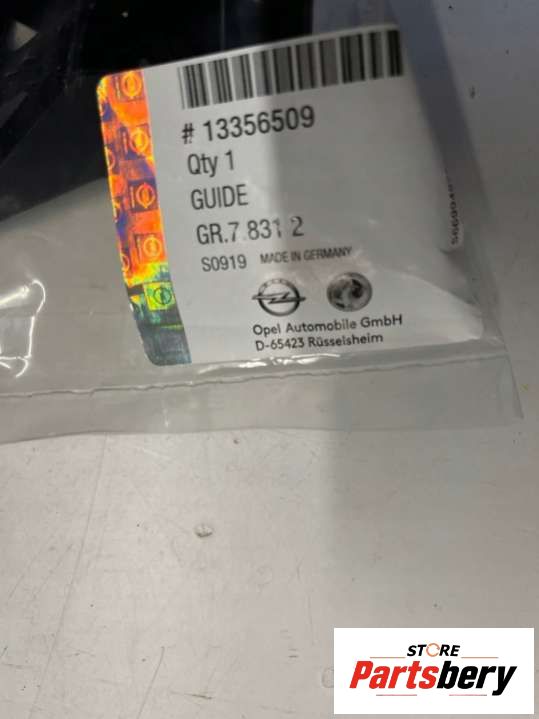 # 13356509
Qty 1
GUIDE
GR.7.831 2
S0919 MADE IN GERMANY
Opel Automobile GmbH
D-65423 Rüsselsheim
STORE
Partsbery